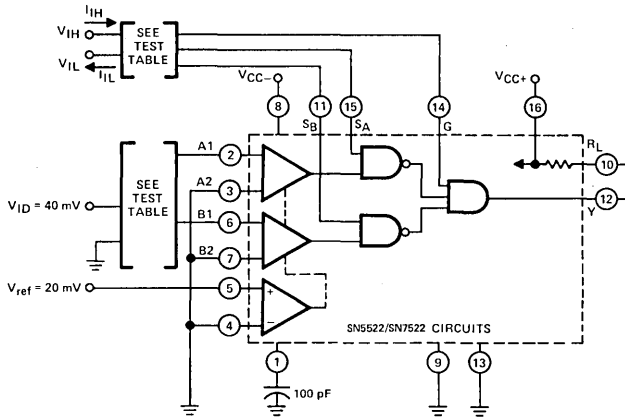 I_IH
V_IH
V_IL
I_IL
SEE
TEST
TABLE
V_CC−
V_CC+
8
11
15
14
16
S_B
S_A
G
R_L
10
12
Y
A1
2
A2
3
B1
6
B2
7
5
+
4
−
SEE
TEST
TABLE
V_ID = 40 mV
V_ref = 20 mV
SN5522/SN7522 CIRCUITS
1
9
13
100 pF